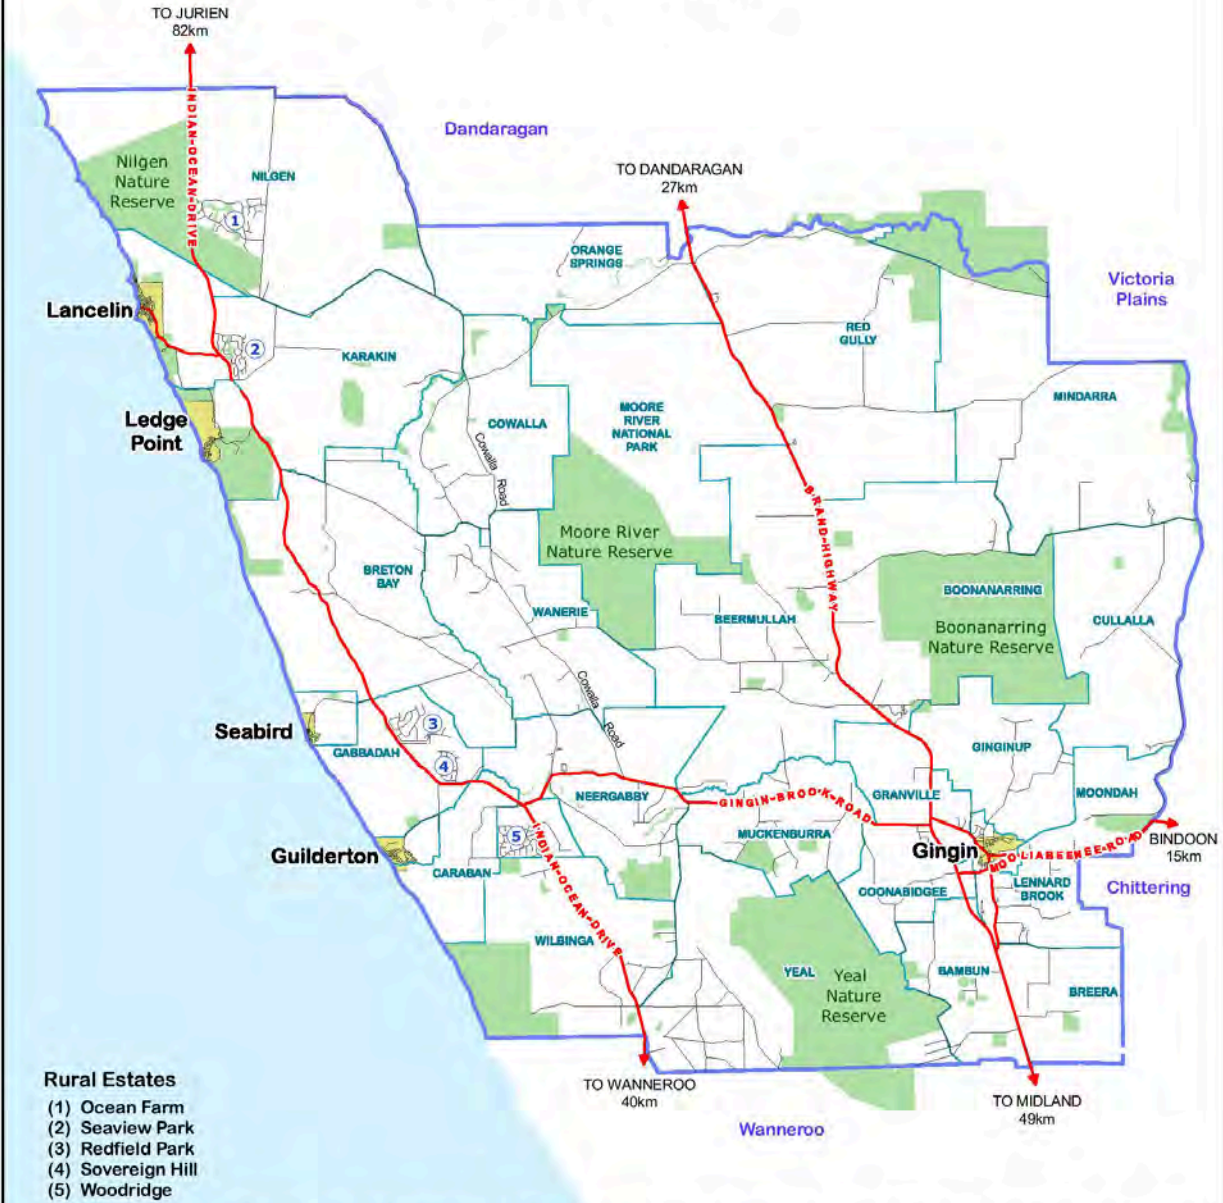 TO JURIEN
82km
INDIAN-OCEAN-DRIVE
Dandaragan
Nilgen
Nature
Reserve
NILGEN
1
TO DANDARAGAN
27km
ORANGE
SPRINGS
Victoria
Plains
Lancelin
2
KARAKIN
RED
GULLY
MINDARRA
Ledge
Point
COWALLA
MOORE
RIVER
NATIONAL
PARK
Cowalla Road
BRAND-HIGHWAY
Moore River
Nature Reserve
BRETON
BAY
WANERIE
BEERMULLAH
BOONANARRING
Boonanarring
Nature Reserve
CULLALLA
Cowalla Road
Seabird
3
GABBADAH
4
GINGINUP
NEERGABBY
GINGIN-BROOK-ROAD
GRANVILLE
MOONDAH
5
INDIAN-OCEAN-DRIVE
MUCKENBURRA
Guilderton
Gingin
MOOLIABEENEE-ROAD
BINDOON
15km
CARABAN
COONABIDGEE
LENNARD
BROOK
Chittering
WILBINGA
YEAL
Yeal
Nature
Reserve
BAMBUN
BREERA
TO WANNEROO
40km
TO MIDLAND
49km
Wanneroo
Rural Estates
(1) Ocean Farm
(2) Seaview Park
(3) Redfield Park
(4) Sovereign Hill
(5) Woodridge